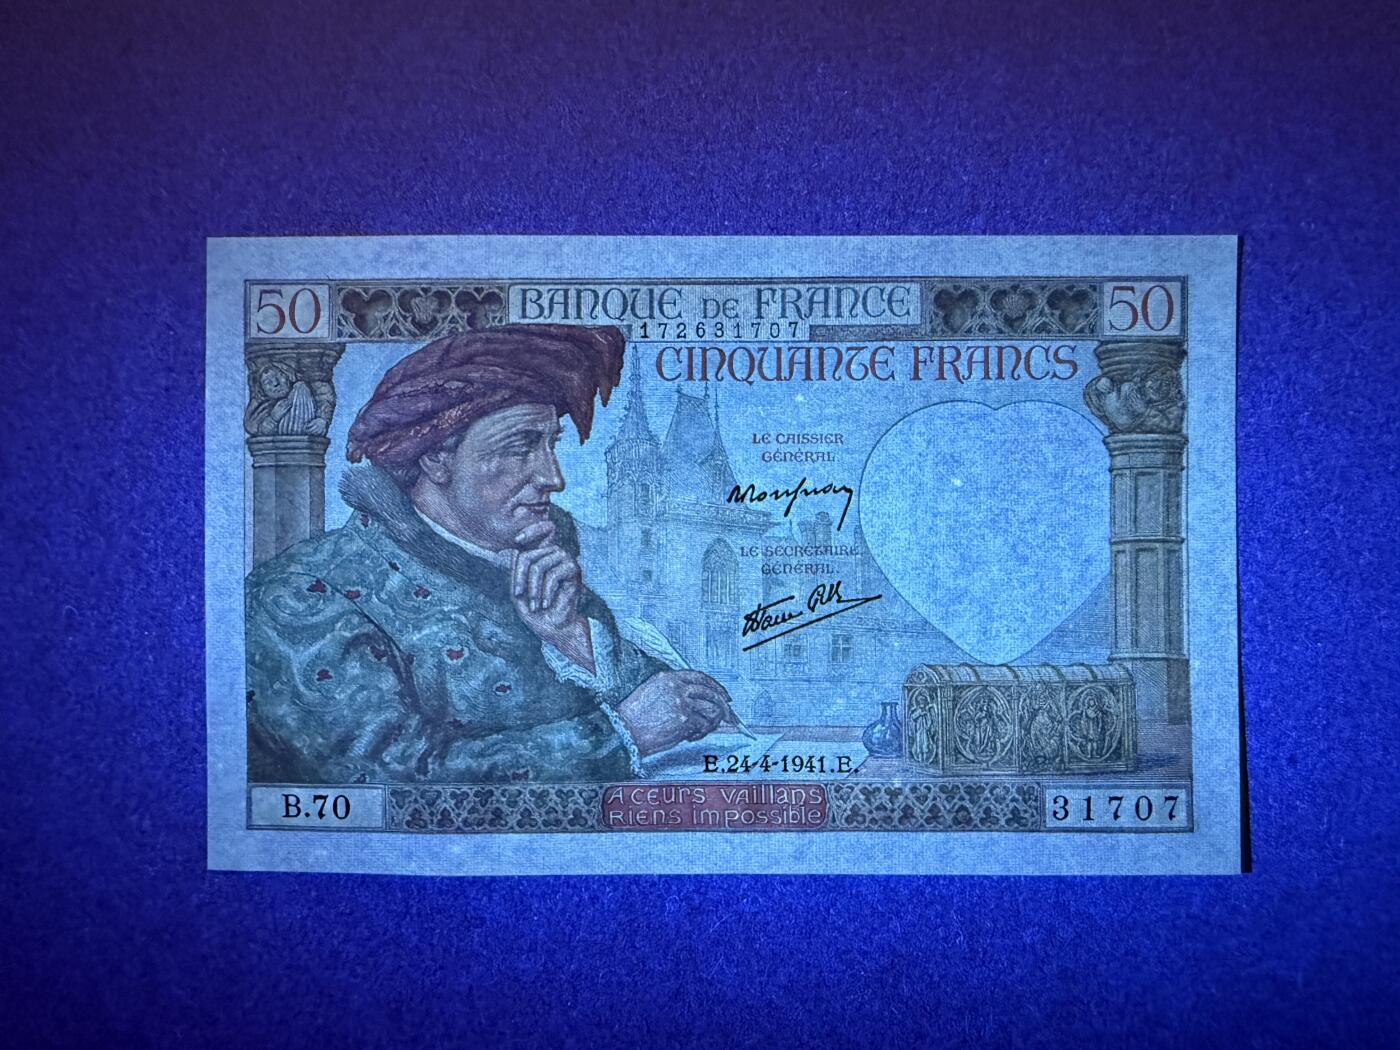 50 BANQUE DE FRANCE 50
172631707
CINQUANTE FRANCS
LE CAISSIER
GÉNÉRAL
LE SECRÉTAIRE
GÉNÉRAL
E.24-4-1941.E.
B.70
A CEURS VAILLANS
RIENS IMPOSSIBLE
31707